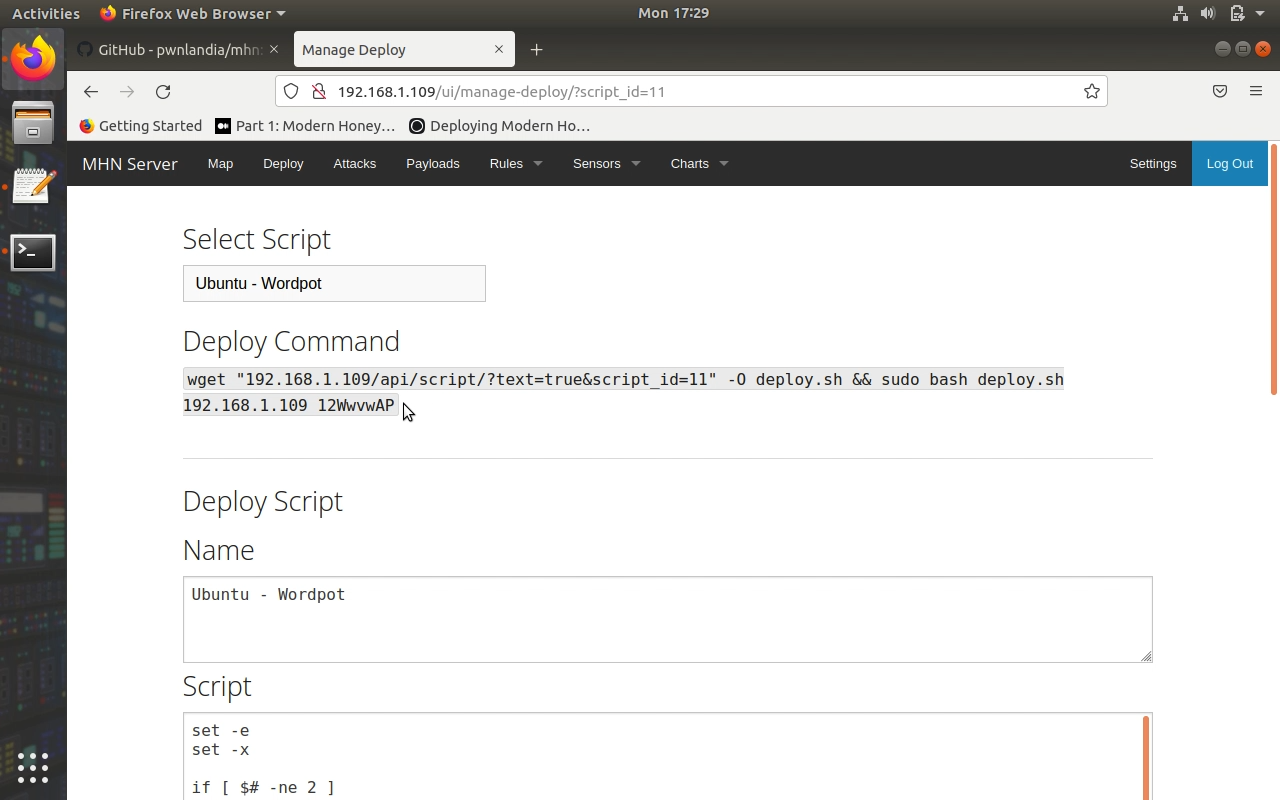 Activities Firefox Web Browser Mon 17:29
GitHub - pwnlandia/mhn: Manage Deploy
192.168.1.109/ui/manage-deploy/?script_id=11
Getting Started Part 1: Modern Honey… Deploying Modern Ho…
MHN Server Map Deploy Attacks Payloads Rules Sensors Charts Settings Log Out
Select Script
Ubuntu - Wordpot
Deploy Command
wget "192.168.1.109/api/script/?text=true&script_id=11" -O deploy.sh && sudo bash deploy.sh
192.168.1.109 12WwvwAP
Deploy Script
Name
Ubuntu - Wordpot
Script
set -e
set -x
if [ $# -ne 2 ]